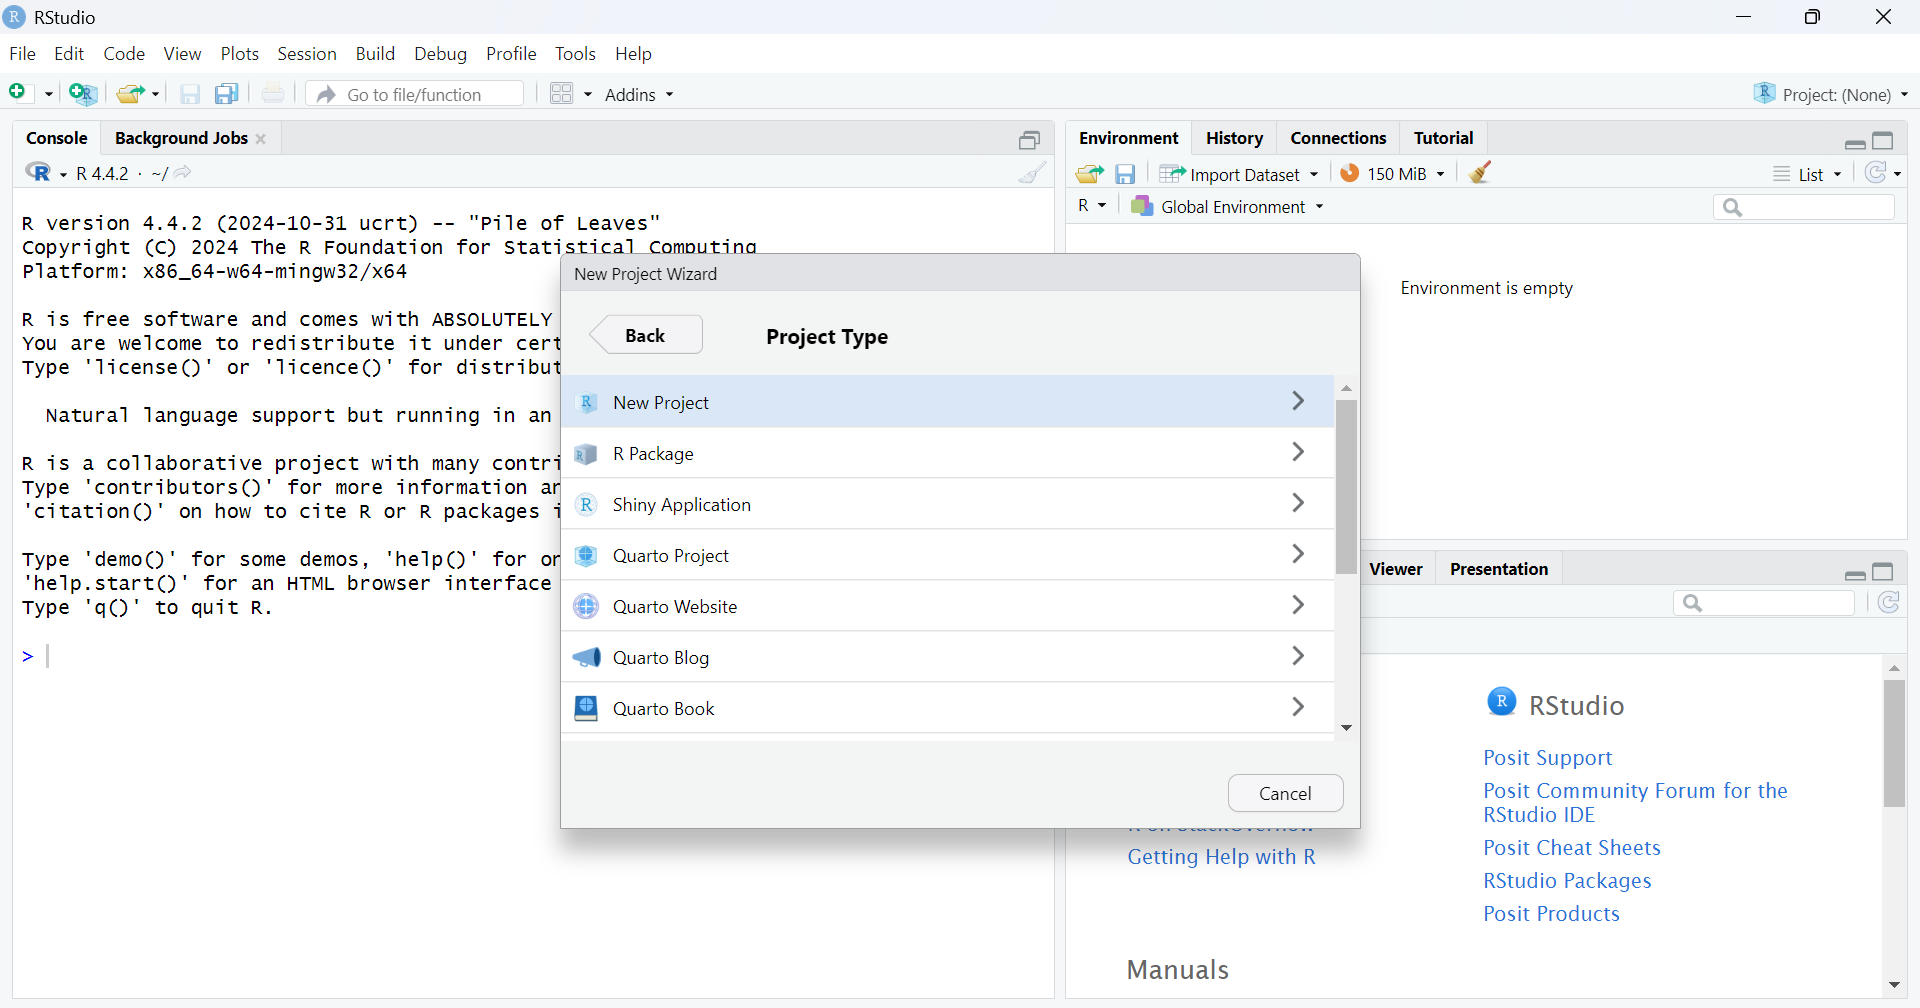 RStudio
File Edit Code View Plots Session Build Debug Profile Tools Help
Go to file/function
Addins
Project: (None)
Console Background Jobs
R 4.4.2 · ~/
R version 4.4.2 (2024-10-31 ucrt) -- "Pile of Leaves"
Copyright (C) 2024 The R Foundation for Statistical Computing
Platform: x86_64-w64-mingw32/x64
R is free software and comes with ABSOLUTELY
You are welcome to redistribute it under cert
Type 'license()' or 'licence()' for distribut
Natural language support but running in an
R is a collaborative project with many contri
Type 'contributors()' for more information an
'citation()' on how to cite R or R packages i
Type 'demo()' for some demos, 'help()' for on
'help.start()' for an HTML browser interface
Type 'q()' to quit R.
>
New Project Wizard
Back
Project Type
New Project
R Package
Shiny Application
Quarto Project
Quarto Website
Quarto Blog
Quarto Book
Cancel
Environment History Connections Tutorial
Import Dataset 150 MiB List
R Global Environment
Environment is empty
Viewer Presentation
RStudio
Posit Support
Posit Community Forum for the
RStudio IDE
Posit Cheat Sheets
RStudio Packages
Posit Products
Getting Help with R
Manuals